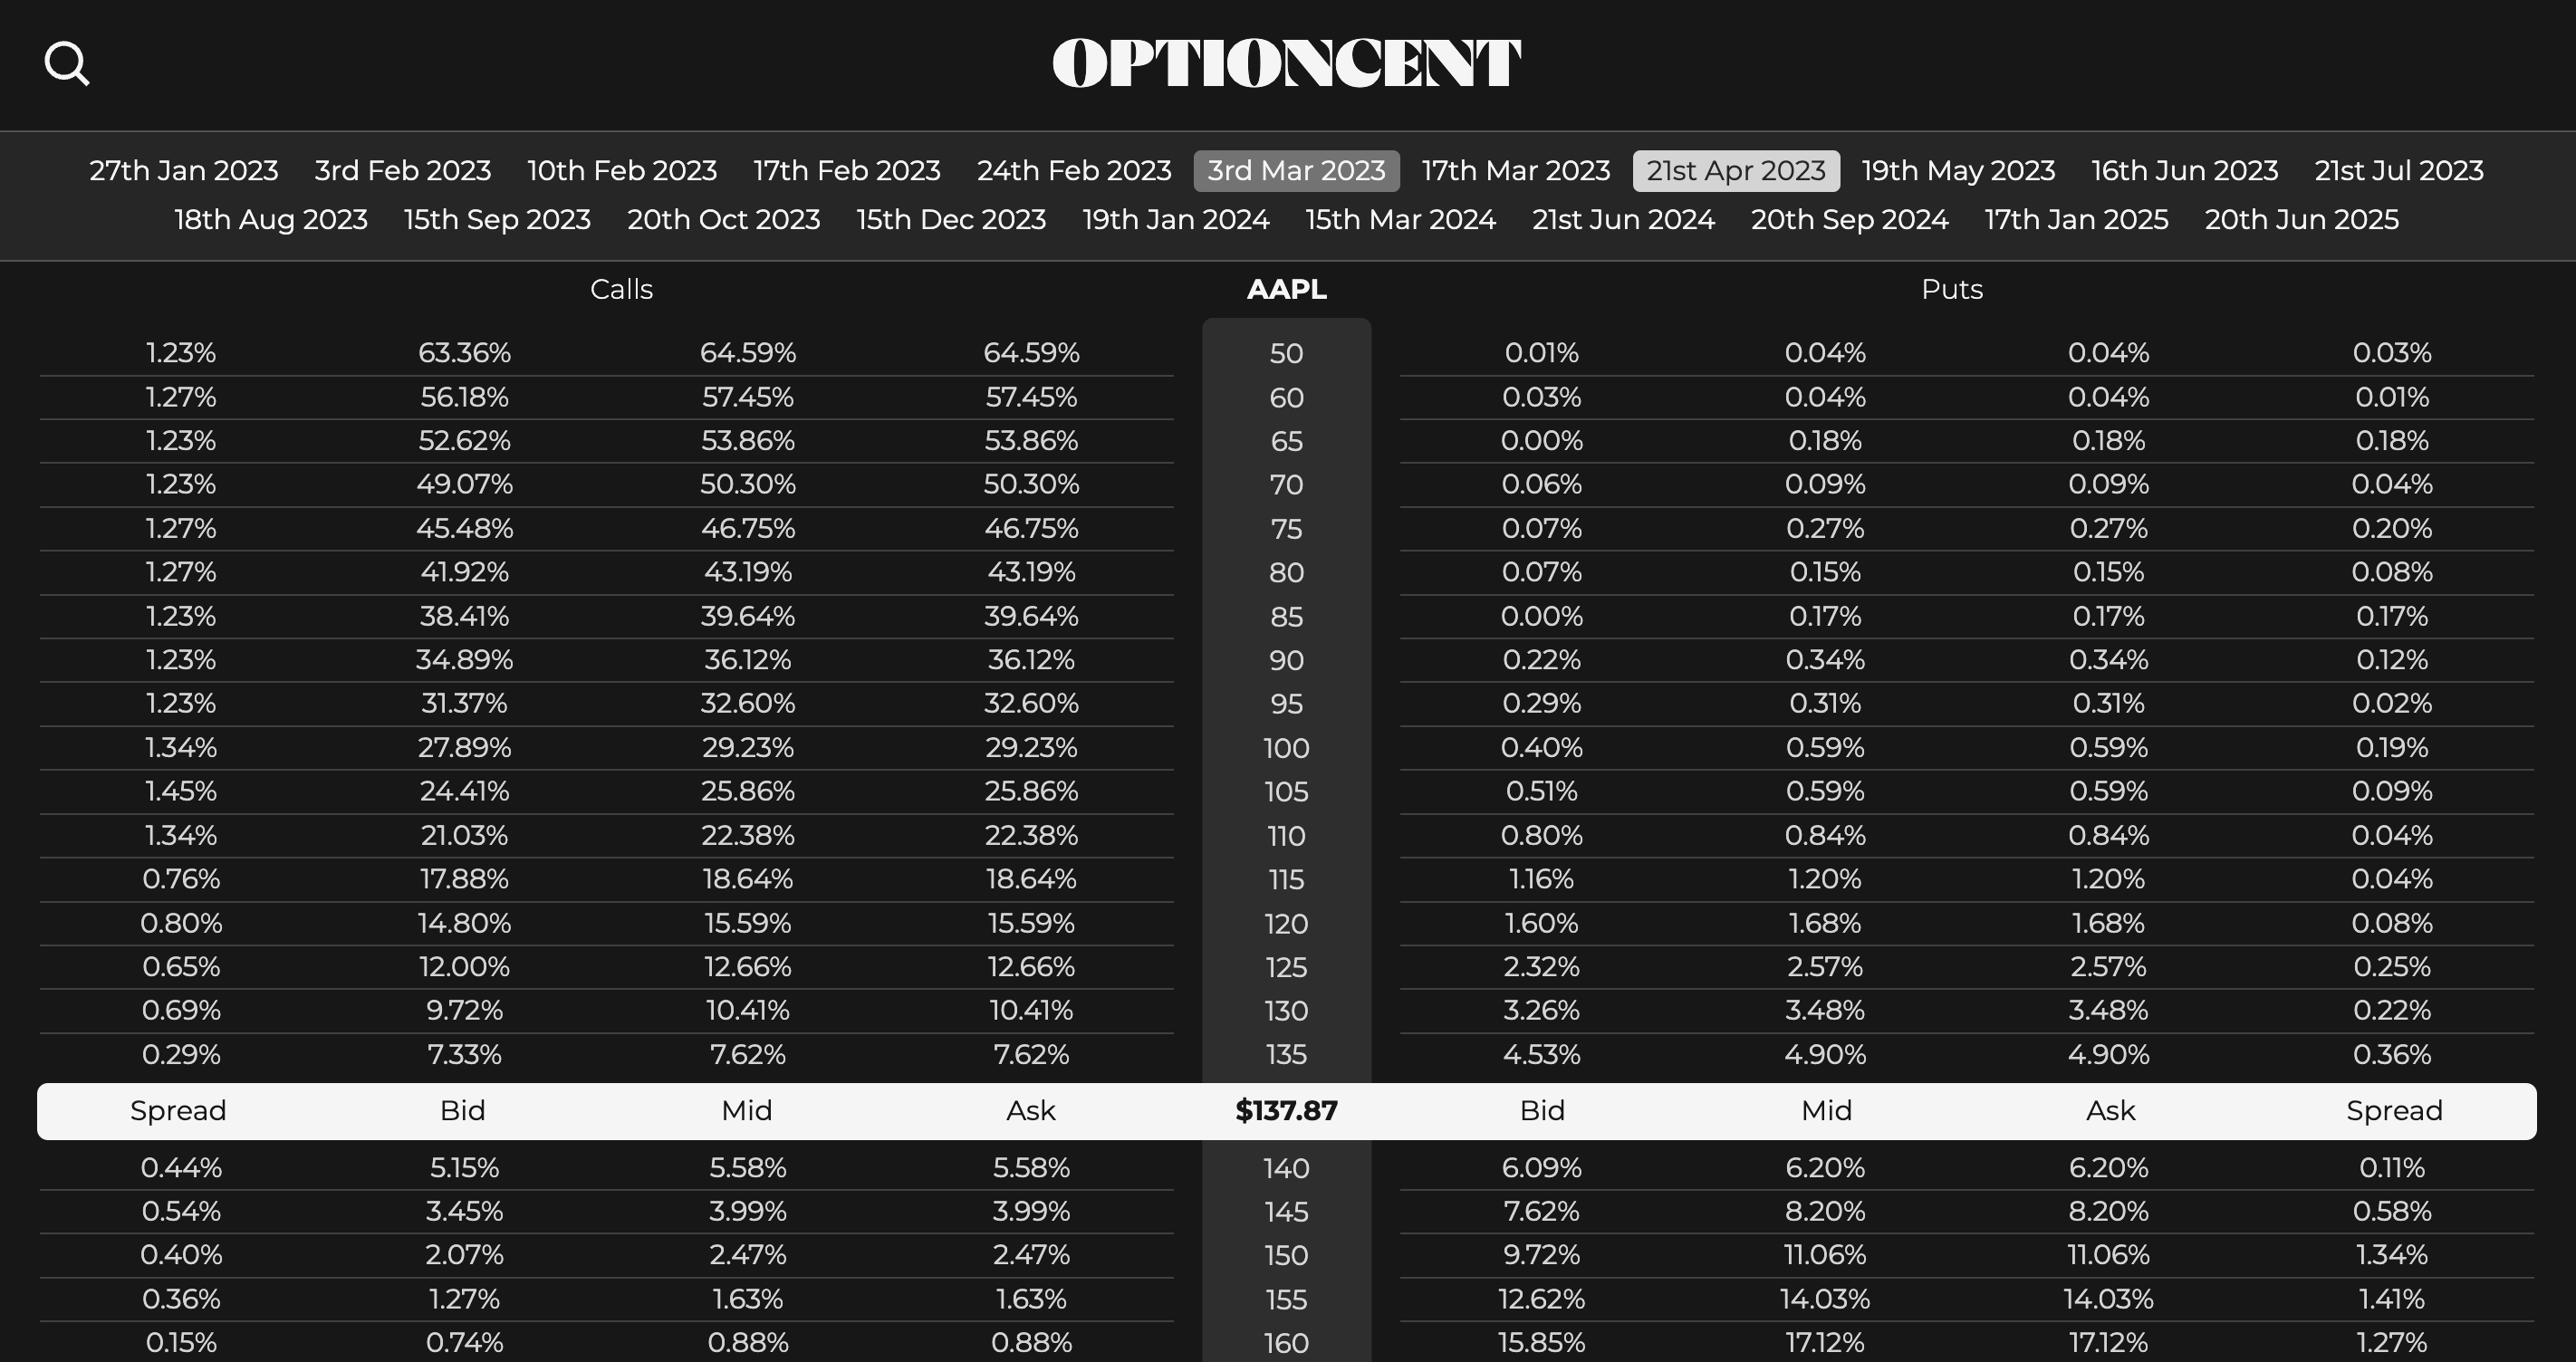 OPTIONCENT
27th Jan 2023 3rd Feb 2023 10th Feb 2023 17th Feb 2023 24th Feb 2023 3rd Mar 2023 17th Mar 2023 21st Apr 2023 19th May 2023 16th Jun 2023 21st Jul 2023
18th Aug 2023 15th Sep 2023 20th Oct 2023 15th Dec 2023 19th Jan 2024 15th Mar 2024 21st Jun 2024 20th Sep 2024 17th Jan 2025 20th Jun 2025
Calls AAPL Puts
1.23% 63.36% 64.59% 64.59% 50 0.01% 0.04% 0.04% 0.03%
1.27% 56.18% 57.45% 57.45% 60 0.03% 0.04% 0.04% 0.01%
1.23% 52.62% 53.86% 53.86% 65 0.00% 0.18% 0.18% 0.18%
1.23% 49.07% 50.30% 50.30% 70 0.06% 0.09% 0.09% 0.04%
1.27% 45.48% 46.75% 46.75% 75 0.07% 0.27% 0.27% 0.20%
1.27% 41.92% 43.19% 43.19% 80 0.07% 0.15% 0.15% 0.08%
1.23% 38.41% 39.64% 39.64% 85 0.00% 0.17% 0.17% 0.17%
1.23% 34.89% 36.12% 36.12% 90 0.22% 0.34% 0.34% 0.12%
1.23% 31.37% 32.60% 32.60% 95 0.29% 0.31% 0.31% 0.02%
1.34% 27.89% 29.23% 29.23% 100 0.40% 0.59% 0.59% 0.19%
1.45% 24.41% 25.86% 25.86% 105 0.51% 0.59% 0.59% 0.09%
1.34% 21.03% 22.38% 22.38% 110 0.80% 0.84% 0.84% 0.04%
0.76% 17.88% 18.64% 18.64% 115 1.16% 1.20% 1.20% 0.04%
0.80% 14.80% 15.59% 15.59% 120 1.60% 1.68% 1.68% 0.08%
0.65% 12.00% 12.66% 12.66% 125 2.32% 2.57% 2.57% 0.25%
0.69% 9.72% 10.41% 10.41% 130 3.26% 3.48% 3.48% 0.22%
0.29% 7.33% 7.62% 7.62% 135 4.53% 4.90% 4.90% 0.36%
Spread Bid Mid Ask $137.87 Bid Mid Ask Spread
0.44% 5.15% 5.58% 5.58% 140 6.09% 6.20% 6.20% 0.11%
0.54% 3.45% 3.99% 3.99% 145 7.62% 8.20% 8.20% 0.58%
0.40% 2.07% 2.47% 2.47% 150 9.72% 11.06% 11.06% 1.34%
0.36% 1.27% 1.63% 1.63% 155 12.62% 14.03% 14.03% 1.41%
0.15% 0.74% 0.88% 0.88% 160 15.85% 17.12% 17.12% 1.27%